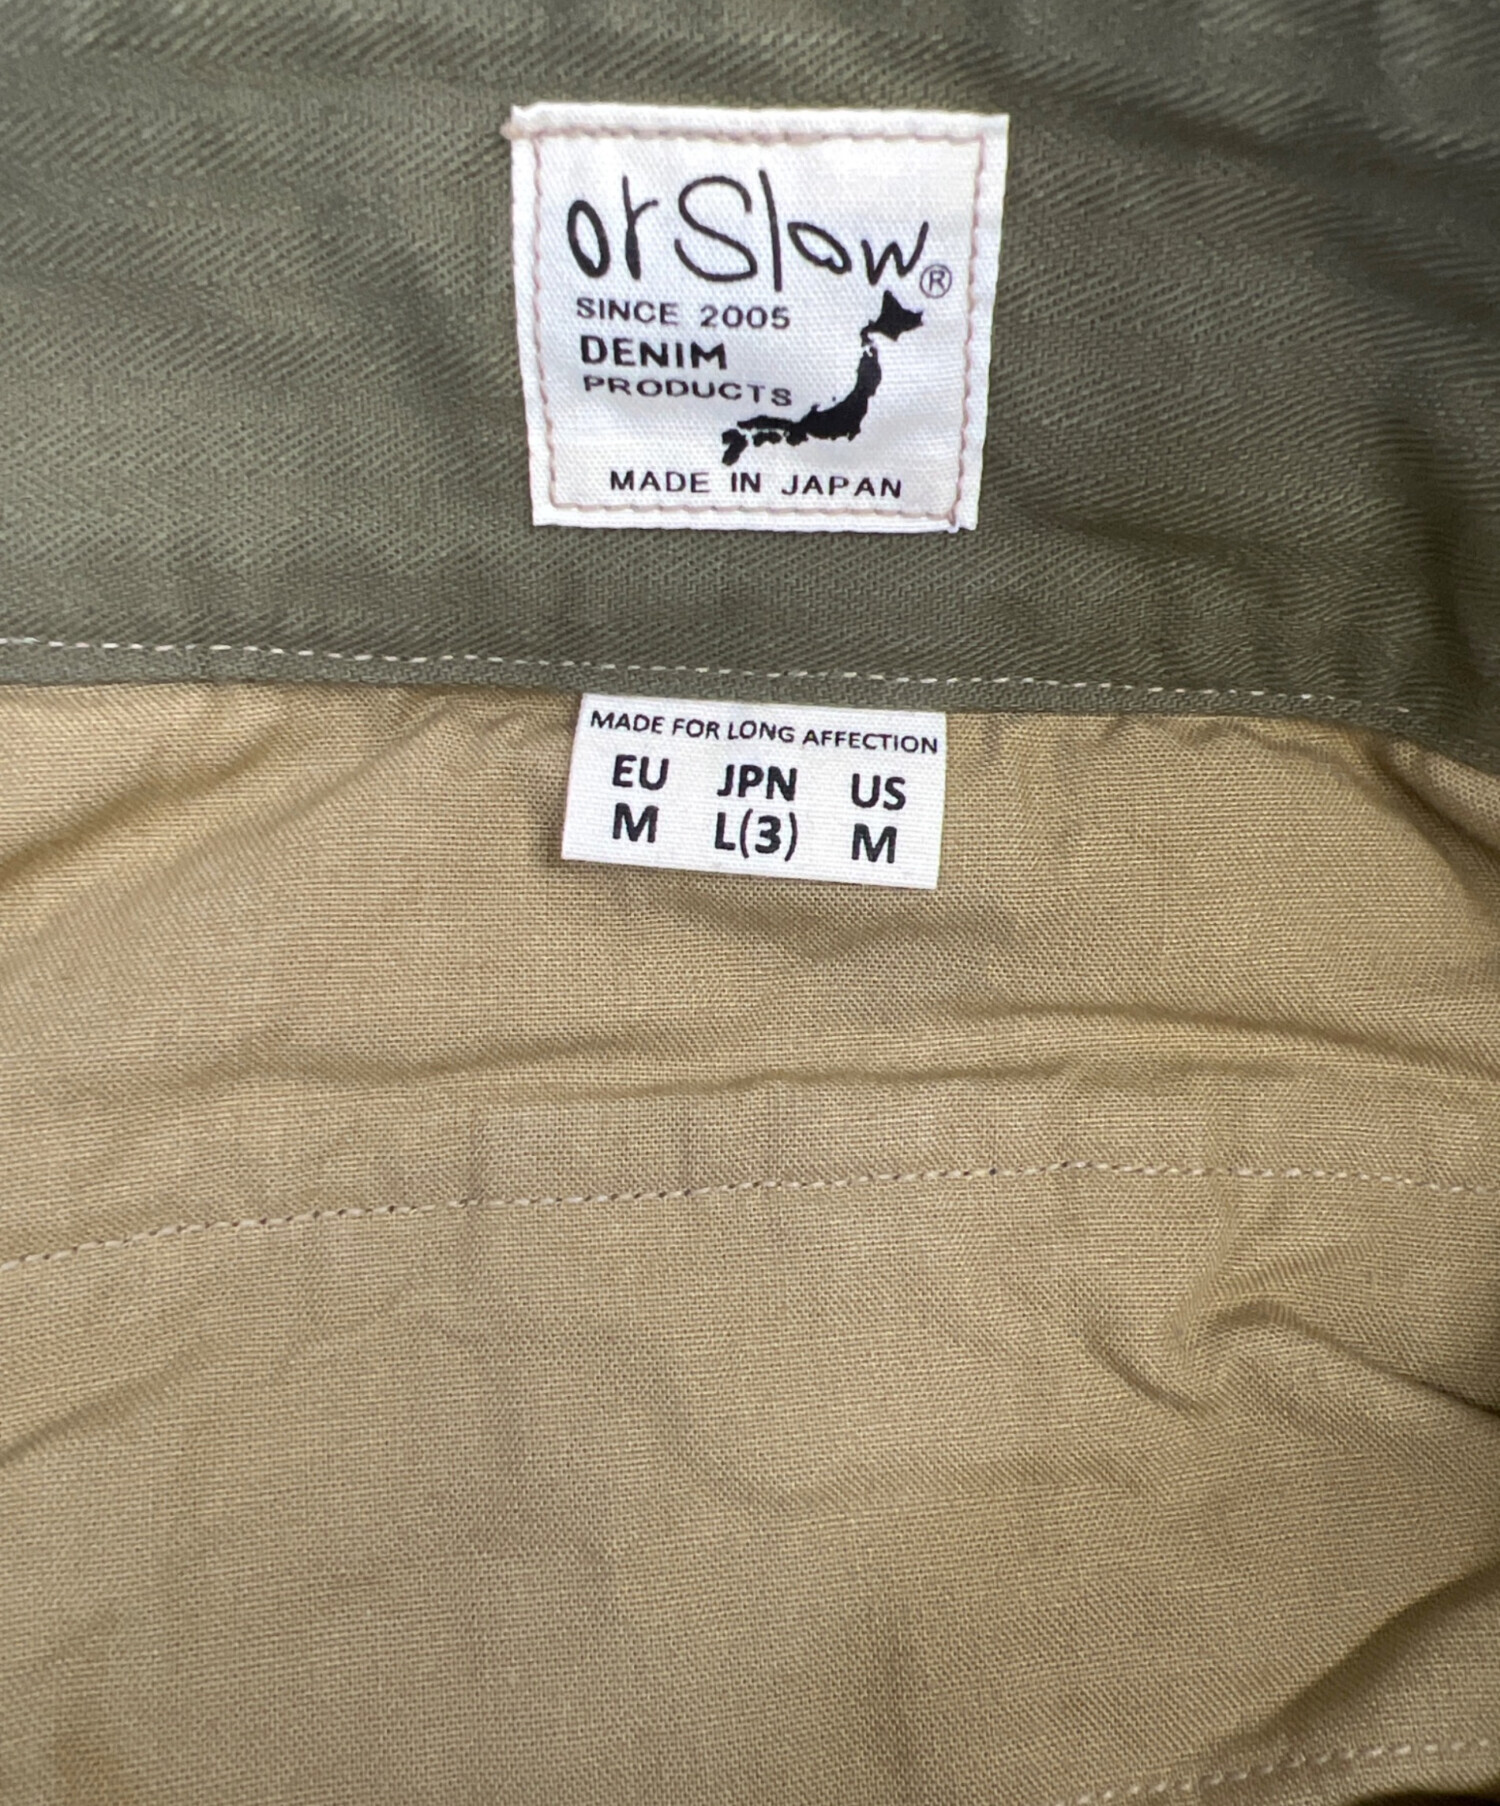 orSlow®
SINCE 2005
DENIM
PRODUCTS
MADE IN JAPAN
MADE FOR LONG AFFECTION
EU JPN US
M L(3) M